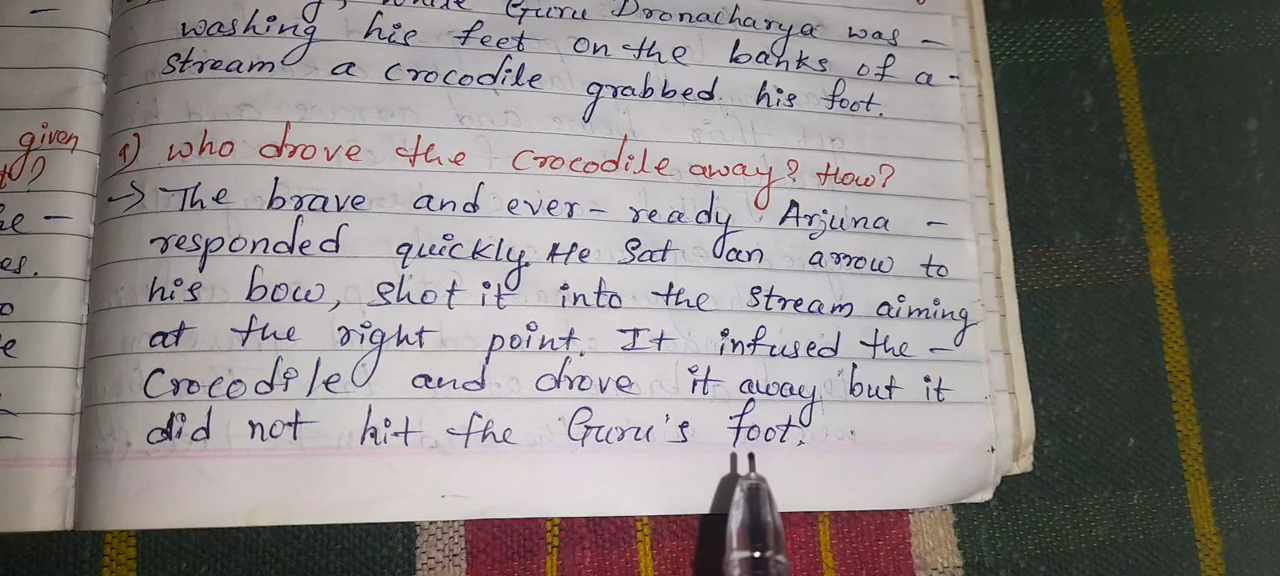 Guru Dronacharya was -
washing his feet on the banks of a -
stream a crocodile grabbed his foot.
given
9) who drove the Crocodile away? How?
→ The brave and ever-ready Arjuna -
responded quickly. He Sat an arrow to
es.
his bow, shot it into the stream aiming
at the right point. It infused the -
Crocodile and drove it away but it
did not hit the Guru's foot.